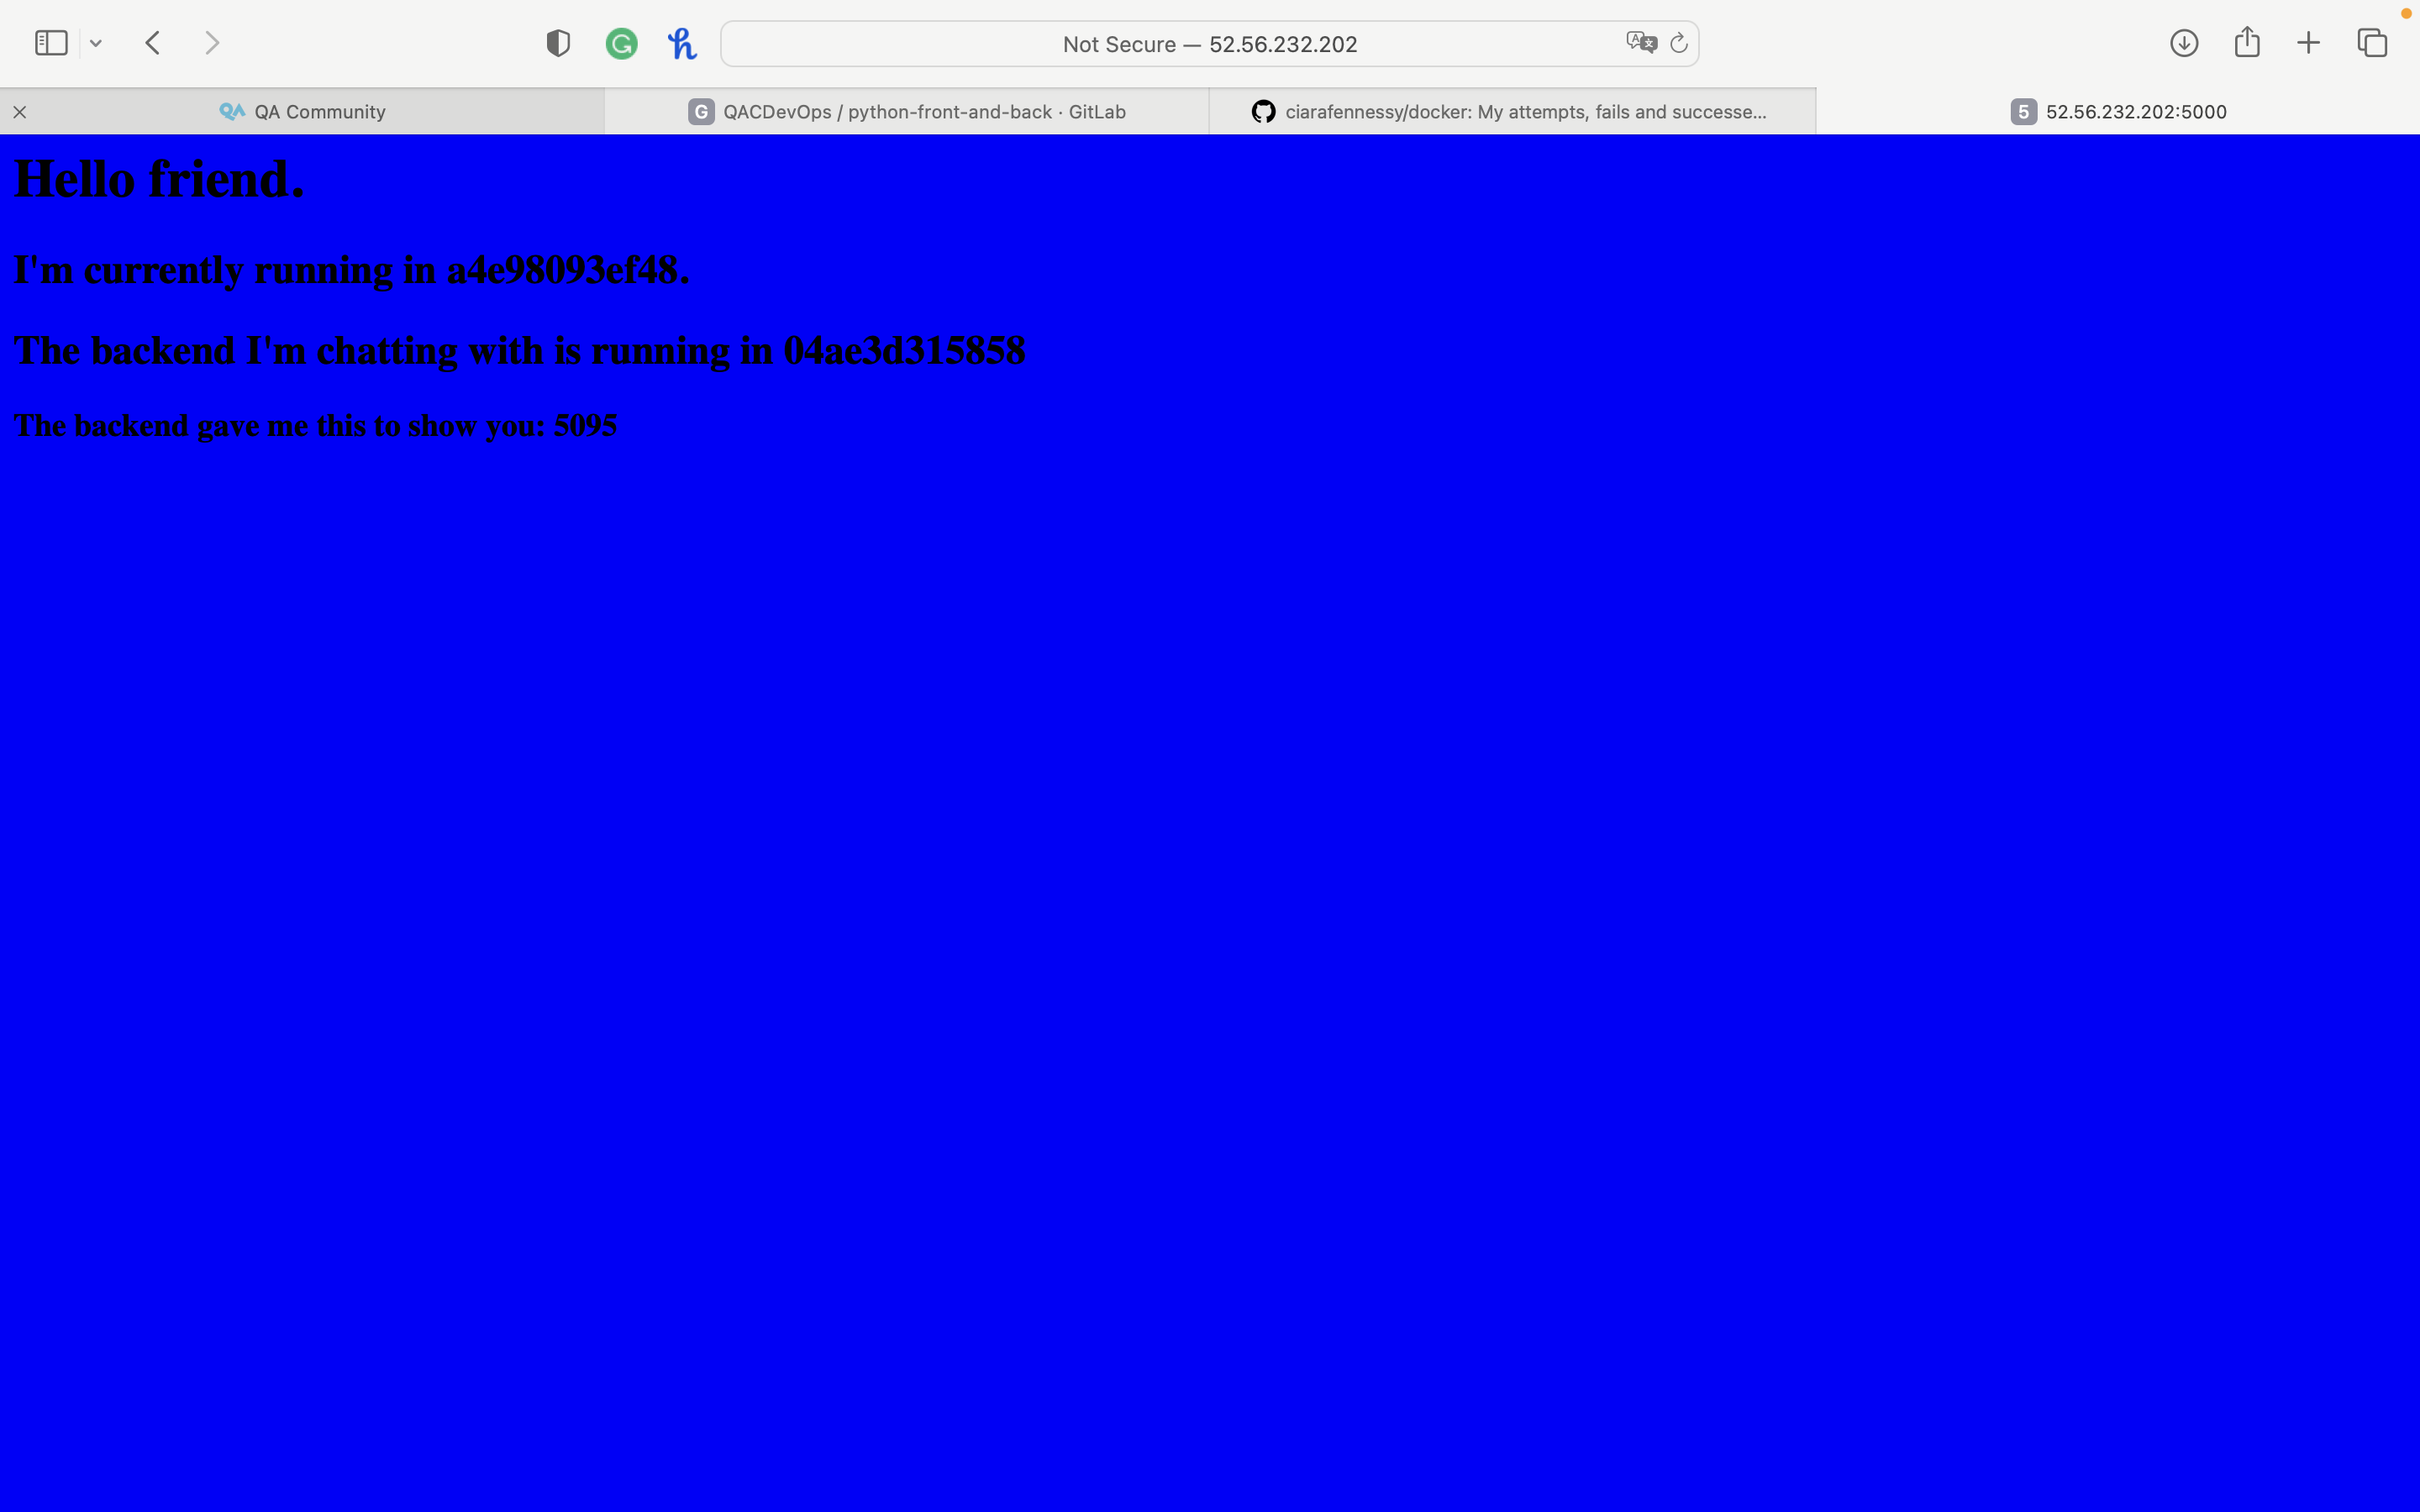 Not Secure — 52.56.232.202
QA Community
G QACDevOps / python-front-and-back · GitLab
ciarafennessy/docker: My attempts, fails and successe...
5 52.56.232.202:5000
Hello friend.
I'm currently running in a4e98093ef48.
The backend I'm chatting with is running in 04ae3d315858
The backend gave me this to show you: 5095